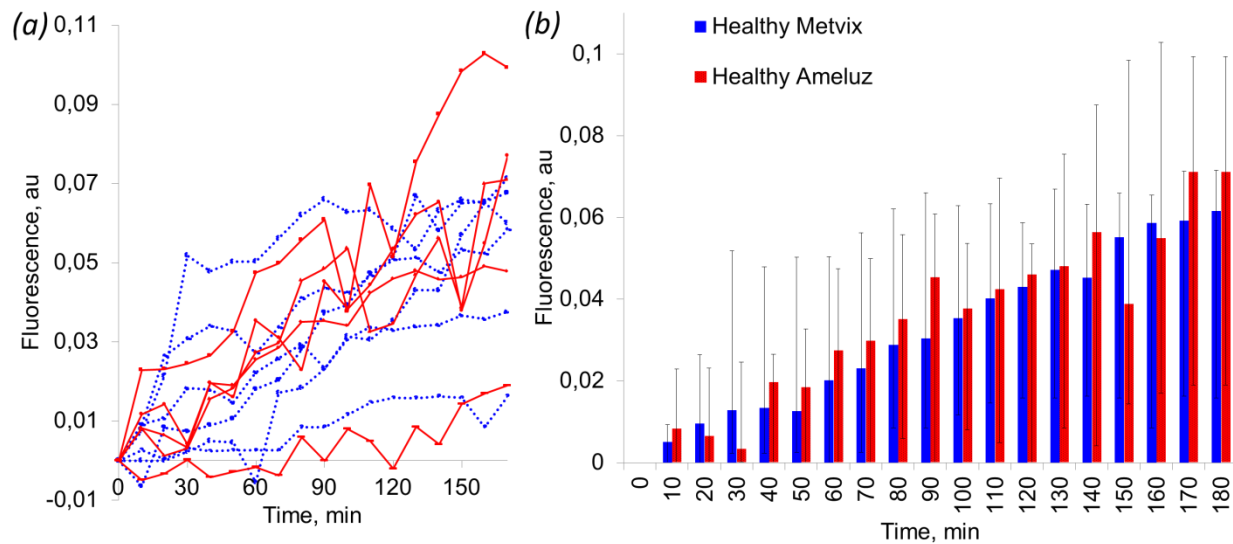 (a)
0,11
0,09
0,07
0,05
0,03
0,01
-0,01
Fluorescence, au
0 30 60 90 120 150
Time, min
(b)
Healthy Metvix
Healthy Ameluz
0,1
0,08
0,06
0,04
0,02
0
Fluorescence, au
0 10 20 30 40 50 60 70 80 90 100 110 120 130 140 150 160 170 180
Time, min